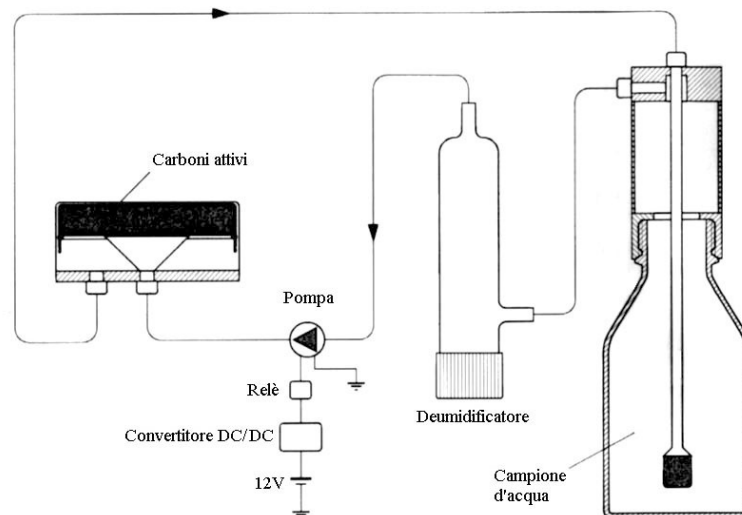 Carboni attivi
Pompa
Relè
Deumidificatore
Convertitore DC/DC
12V
Campione
d'acqua